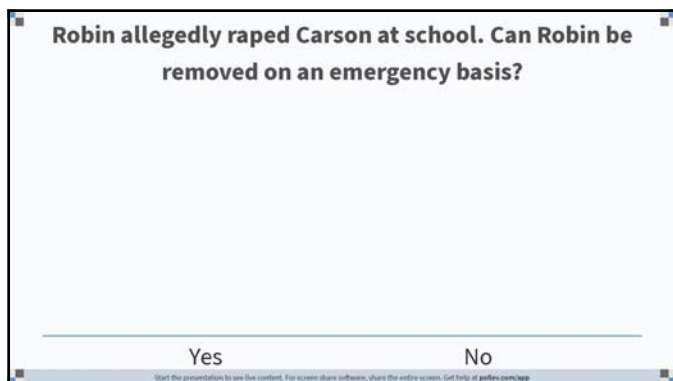 Robin allegedly raped Carson at school. Can Robin be
removed on an emergency basis?
Yes No
Start the presentation to see live content. For screen share software, share the entire screen. Get help at pollev.com/app